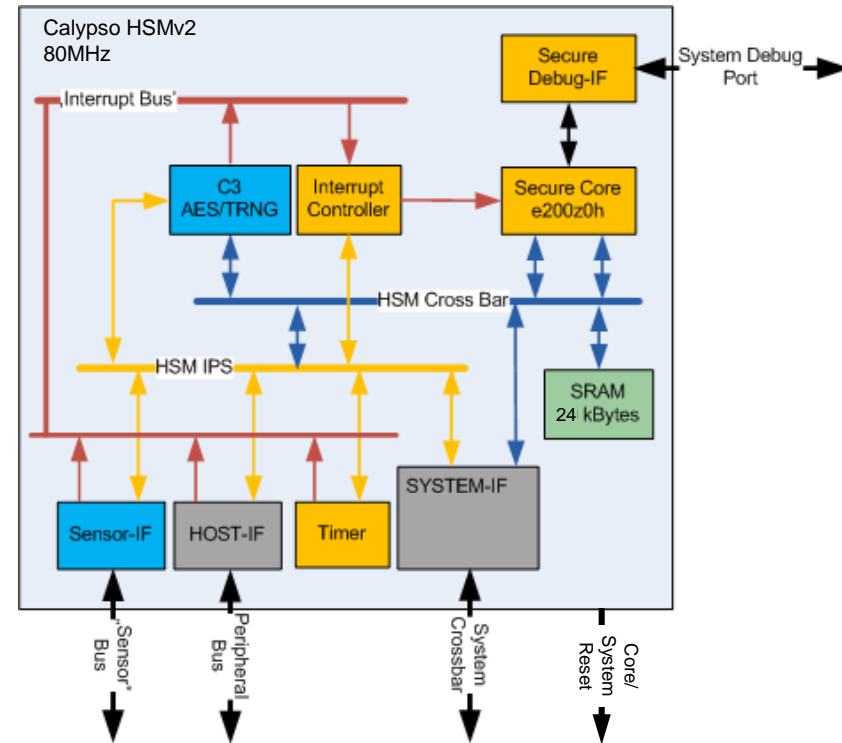 Calypso HSMv2
80MHz
Secure
Debug-IF
System Debug
Port
„Interrupt Bus'
C3
AES/TRNG
Interrupt
Controller
Secure Core
e200z0h
HSM Cross Bar
HSM IPS
SRAM
24 kBytes
SYSTEM-IF
Sensor-IF
HOST-IF
Timer
„Sensor"
Bus
Peripheral
Bus
System
Crossbar
Core/
System
Reset